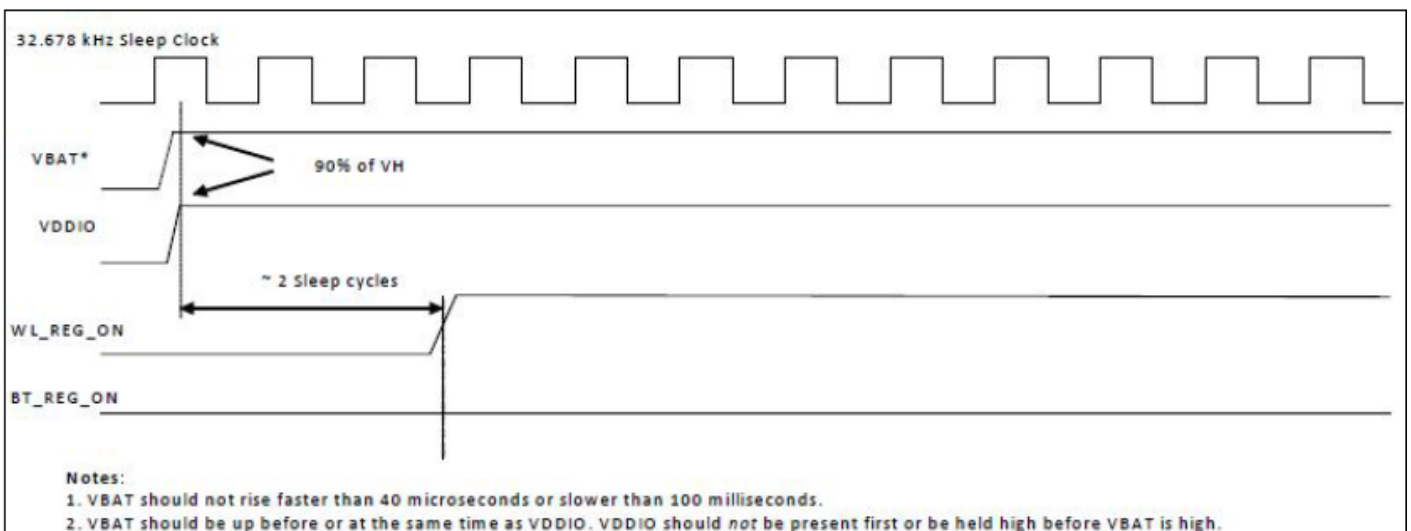 32.678 kHz Sleep Clock
VBAT*
90% of VH
VDDIO
~ 2 Sleep cycles
WL_REG_ON
BT_REG_ON
Notes:
1. VBAT should not rise faster than 40 microseconds or slower than 100 milliseconds.
2. VBAT should be up before or at the same time as VDDIO. VDDIO should not be present first or be held high before VBAT is high.